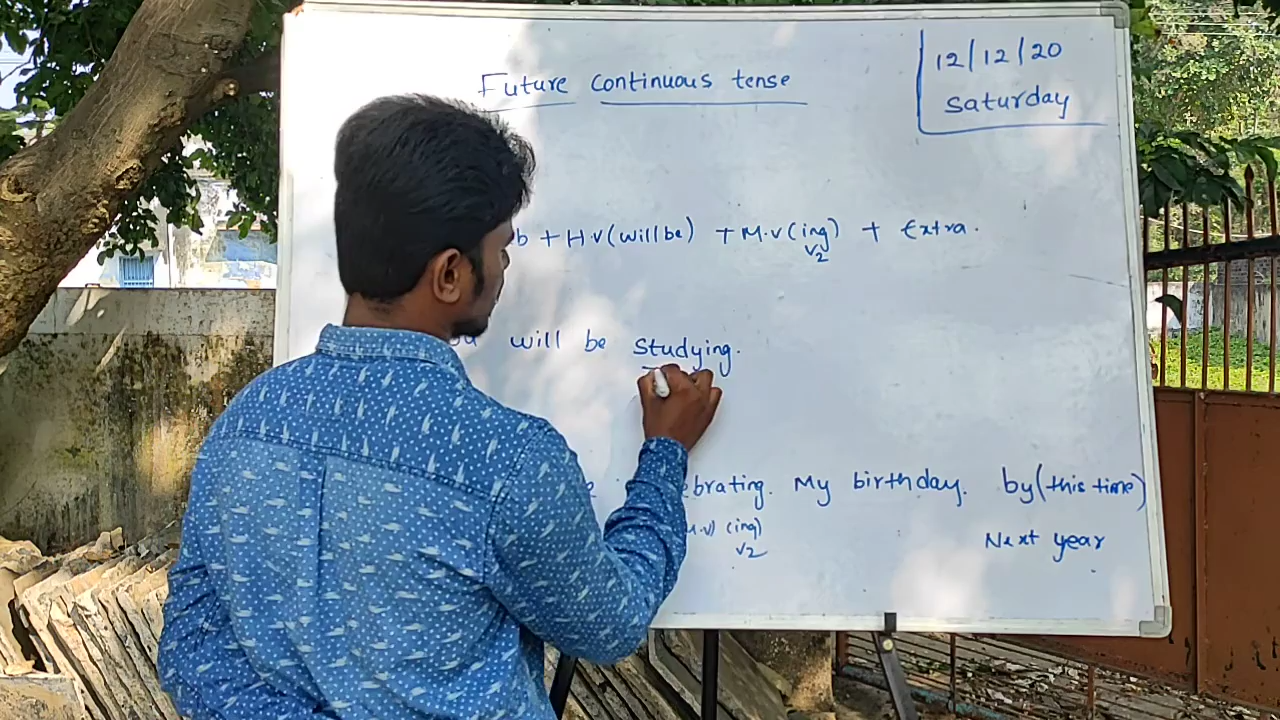 Future continuous tense
12/12/20
Saturday
b + H.V (will be) + M.V (ing) + Extra.
V2
will be studying.
brating. My birthday. by (this time)
.V) (ing)
V2
Next year